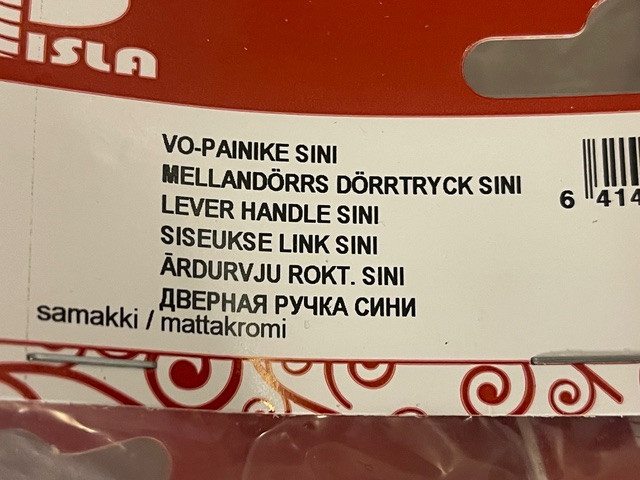 EISLA
VO-PAINIKE SINI
MELLANDÖRRS DÖRRTRYCK SINI
LEVER HANDLE SINI
SISEUKSE LINK SINI
ĀRDURVJU ROKT. SINI
ДВЕРНАЯ РУЧКА СИНИ
samakki / mattakromi
6 414